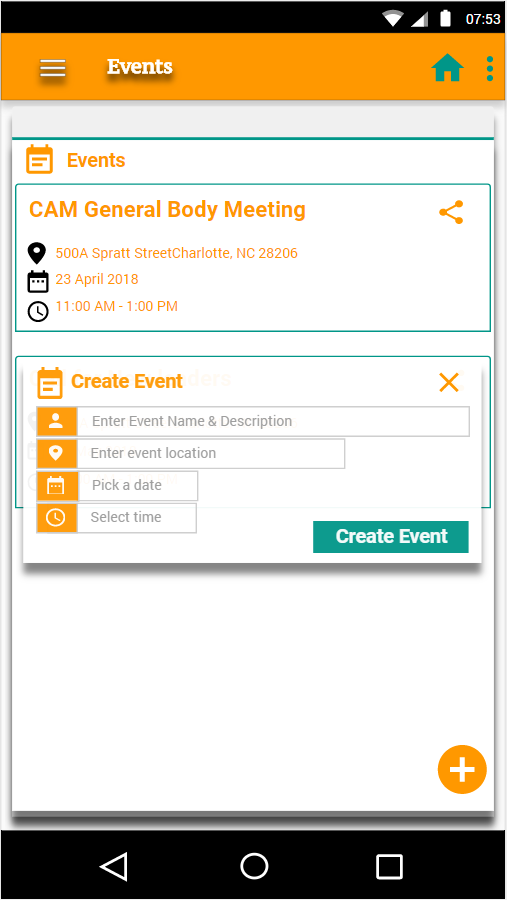 07:53
Events
Events
CAM General Body Meeting
500A Spratt StreetCharlotte, NC 28206
23 April 2018
11:00 AM - 1:00 PM
Create Event
Enter Event Name & Description
Enter event location
Pick a date
Select time
Create Event